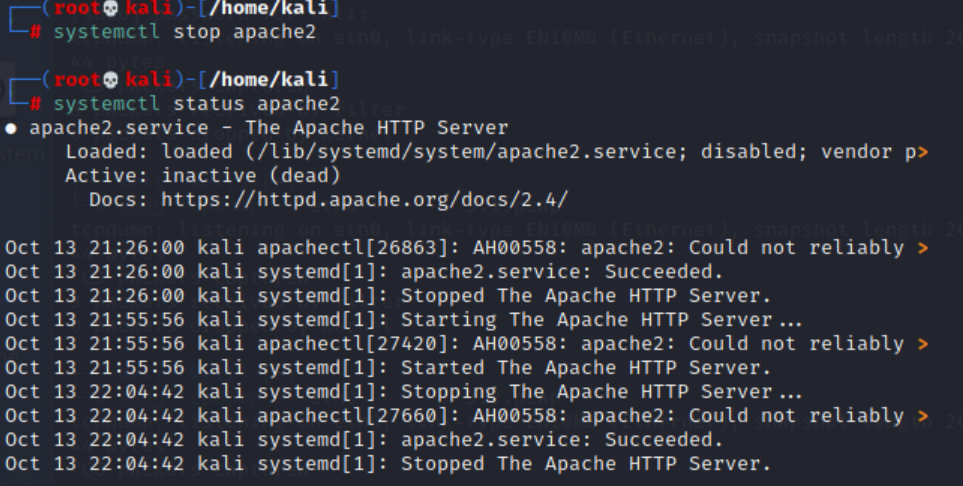 ┌──(root💀kali)-[/home/kali]
└─# systemctl stop apache2
┌──(root💀kali)-[/home/kali]
└─# systemctl status apache2
● apache2.service - The Apache HTTP Server
Loaded: loaded (/lib/systemd/system/apache2.service; disabled; vendor p>
Active: inactive (dead)
Docs: https://httpd.apache.org/docs/2.4/
Oct 13 21:26:00 kali apachectl[26863]: AH00558: apache2: Could not reliably >
Oct 13 21:26:00 kali systemd[1]: apache2.service: Succeeded.
Oct 13 21:26:00 kali systemd[1]: Stopped The Apache HTTP Server.
Oct 13 21:55:56 kali systemd[1]: Starting The Apache HTTP Server...
Oct 13 21:55:56 kali apachectl[27420]: AH00558: apache2: Could not reliably >
Oct 13 21:55:56 kali systemd[1]: Started The Apache HTTP Server.
Oct 13 22:04:42 kali systemd[1]: Stopping The Apache HTTP Server...
Oct 13 22:04:42 kali apachectl[27660]: AH00558: apache2: Could not reliably >
Oct 13 22:04:42 kali systemd[1]: apache2.service: Succeeded.
Oct 13 22:04:42 kali systemd[1]: Stopped The Apache HTTP Server.